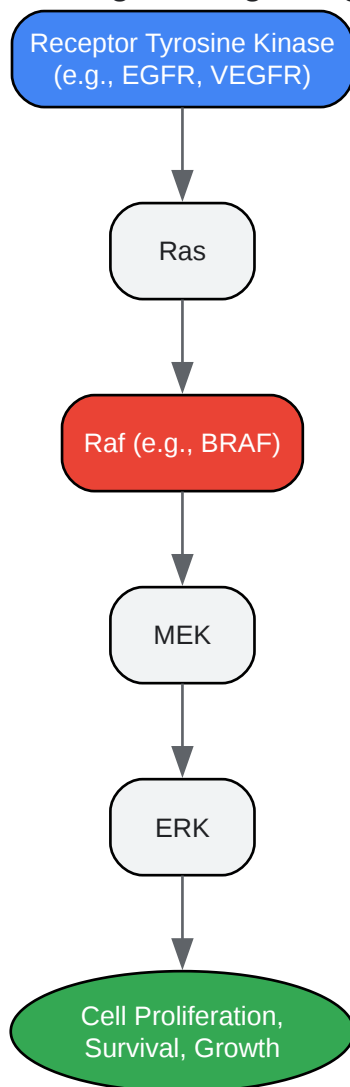 Receptor Tyrosine Kinase
(e.g., EGFR, VEGFR)
Ras
Raf (e.g., BRAF)
MEK
ERK
Cell Proliferation,
Survival, Growth